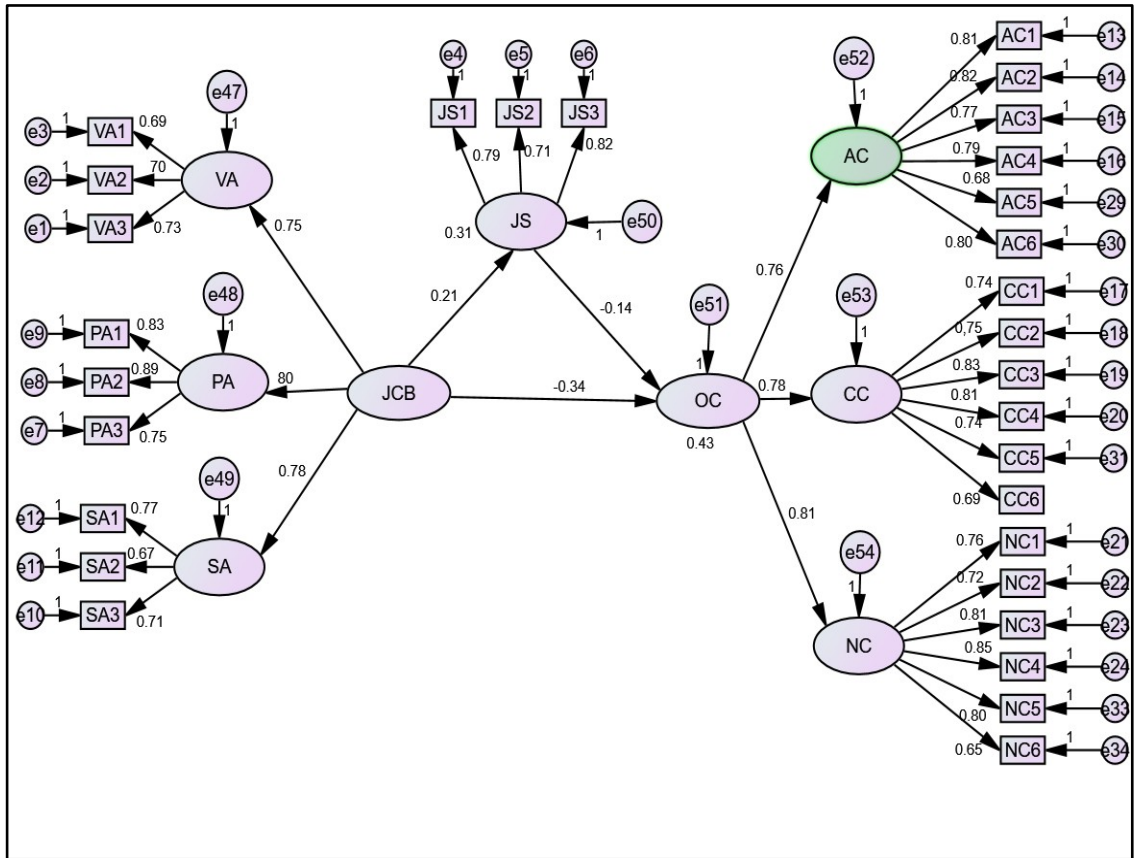 e4 e5 e6
1 1 1
JS1 JS2 JS3
0.79 0.71 0.82
JS
0.31
1 e50
e47
1
e3 1 VA1 0.69
e2 1 VA2 70
e1 1 VA3 0.73
VA
0.75
e48
1
e9 1 PA1 0.83
e8 1 PA2 0.89
e7 1 PA3 0.75
PA
80
JCB
0.21
-0.14
-0.34
e49
1
e12 1 SA1 0.77
e11 1 SA2 0.67
e10 1 SA3 0.71
SA
0.78
e51
1
OC
0.43
0.76
0.78
0.81
e52
1
AC
0.81 AC1 1 e13
0.82 AC2 1 e14
0.77 AC3 1 e15
0.79 AC4 1 e16
0.68 AC5 1 e29
0.80 AC6 1 e30
e53
1
CC
0.74 CC1 1 e17
0,75 CC2 1 e18
0.83 CC3 1 e19
0.81 CC4 1 e20
0.74 CC5 1 e31
0.69 CC6
e54
1
NC
0.76 NC1 1 e21
0.72 NC2 1 e22
0.81 NC3 1 e23
0.85 NC4 1 e24
0.80 NC5 1 e33
0.65 NC6 1 e34